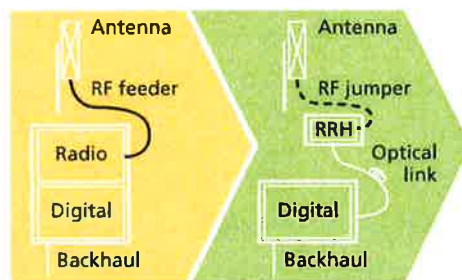 Antenna
RF feeder
Radio
Digital
Backhaul
Antenna
RF jumper
RRH
Optical
link
Digital
Backhaul